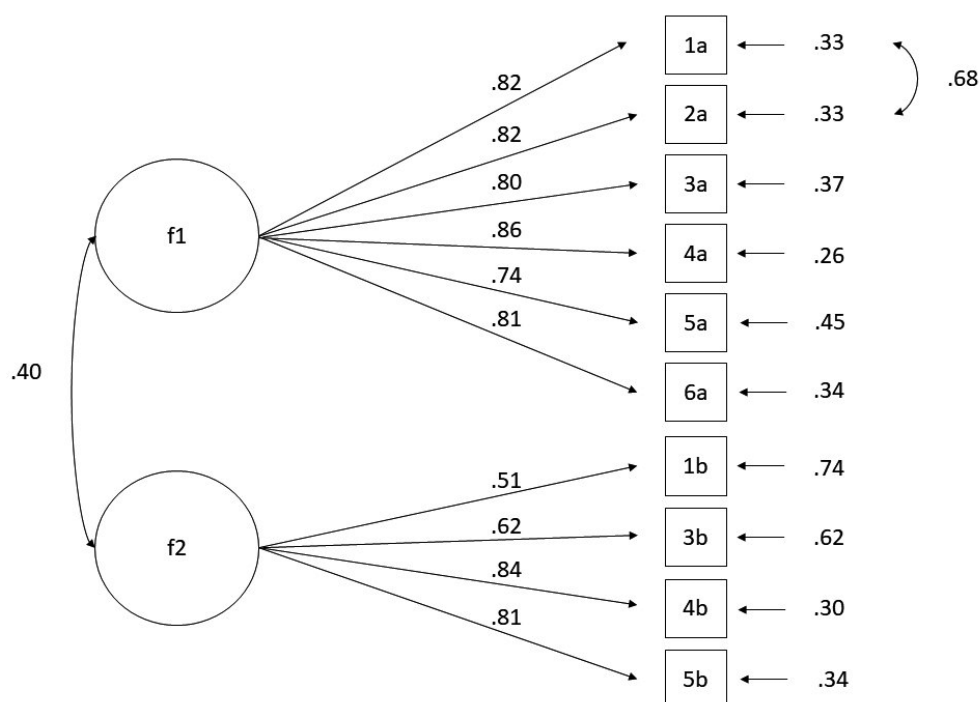 1a
.33
.68
.82
2a
.33
.82
3a
.37
.80
f1
4a
.26
.86
.74
5a
.45
.81
.40
6a
.34
1b
.74
.51
.62
3b
.62
f2
.84
4b
.30
.81
5b
.34